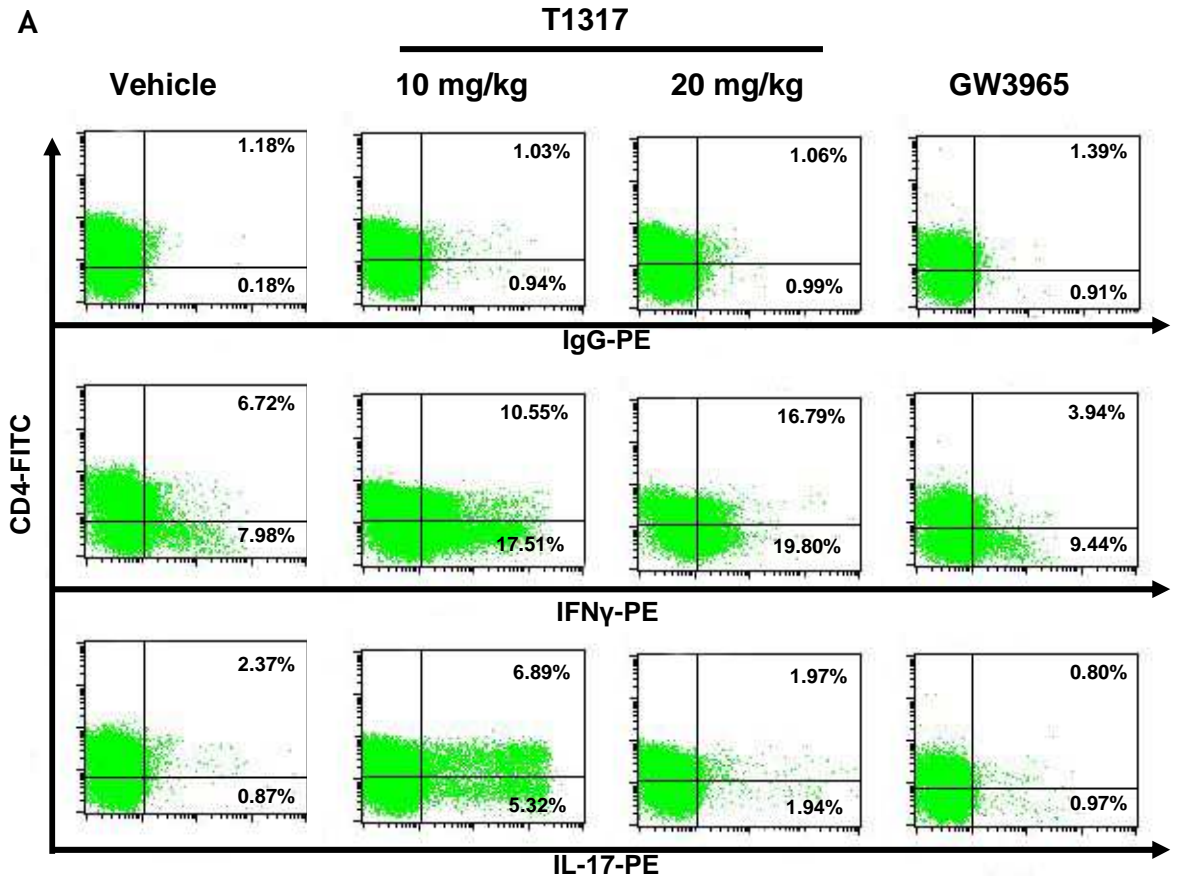 A
T1317
Vehicle 10 mg/kg 20 mg/kg GW3965
1.18% 1.03% 1.06% 1.39%
0.18% 0.94% 0.99% 0.91%
IgG-PE
6.72% 10.55% 16.79% 3.94%
7.98% 17.51% 19.80% 9.44%
CD4-FITC
IFNγ-PE
2.37% 6.89% 1.97% 0.80%
0.87% 5.32% 1.94% 0.97%
IL-17-PE